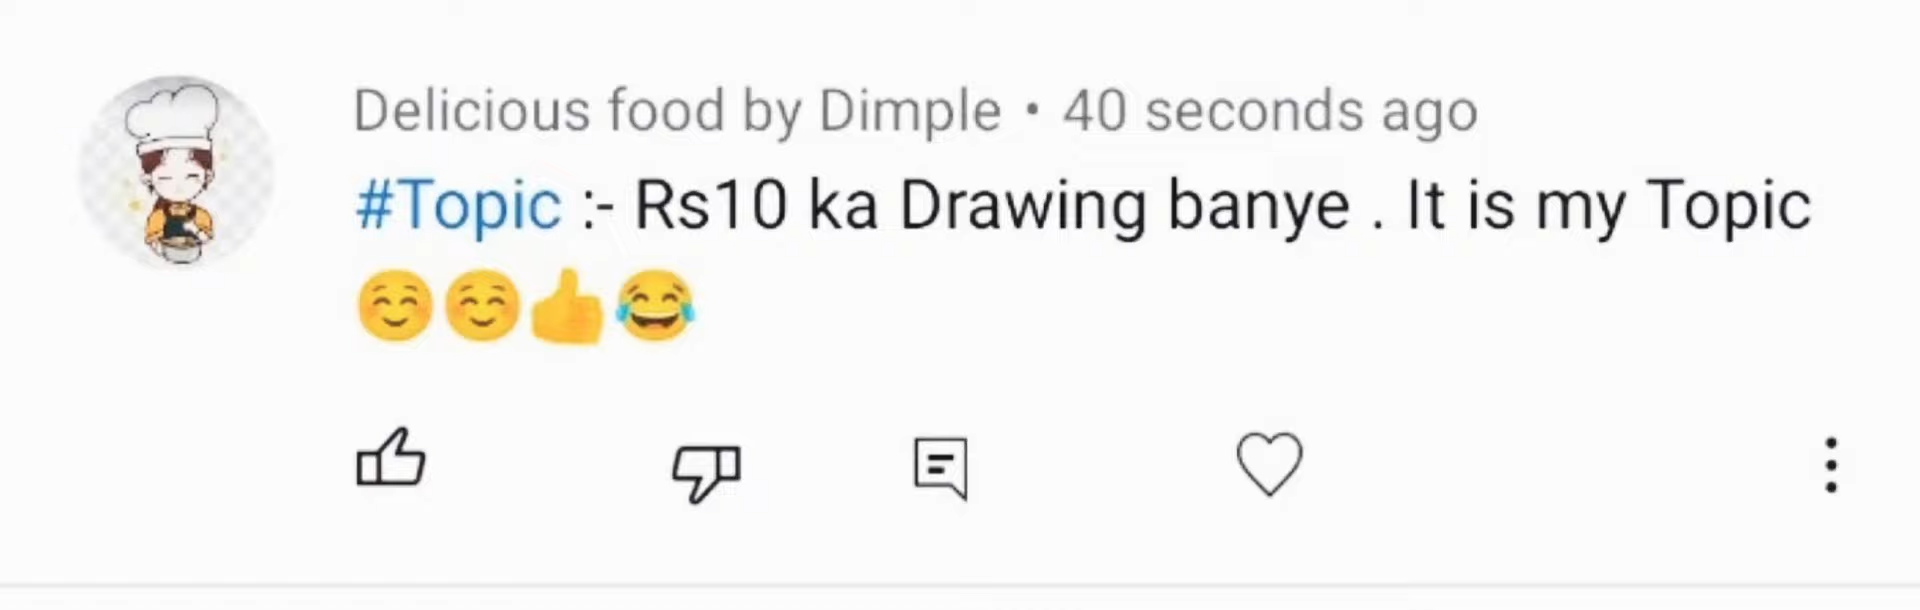 Delicious food by Dimple • 40 seconds ago
#Topic :- Rs10 ka Drawing banye . It is my Topic
☺️☺️👍😂